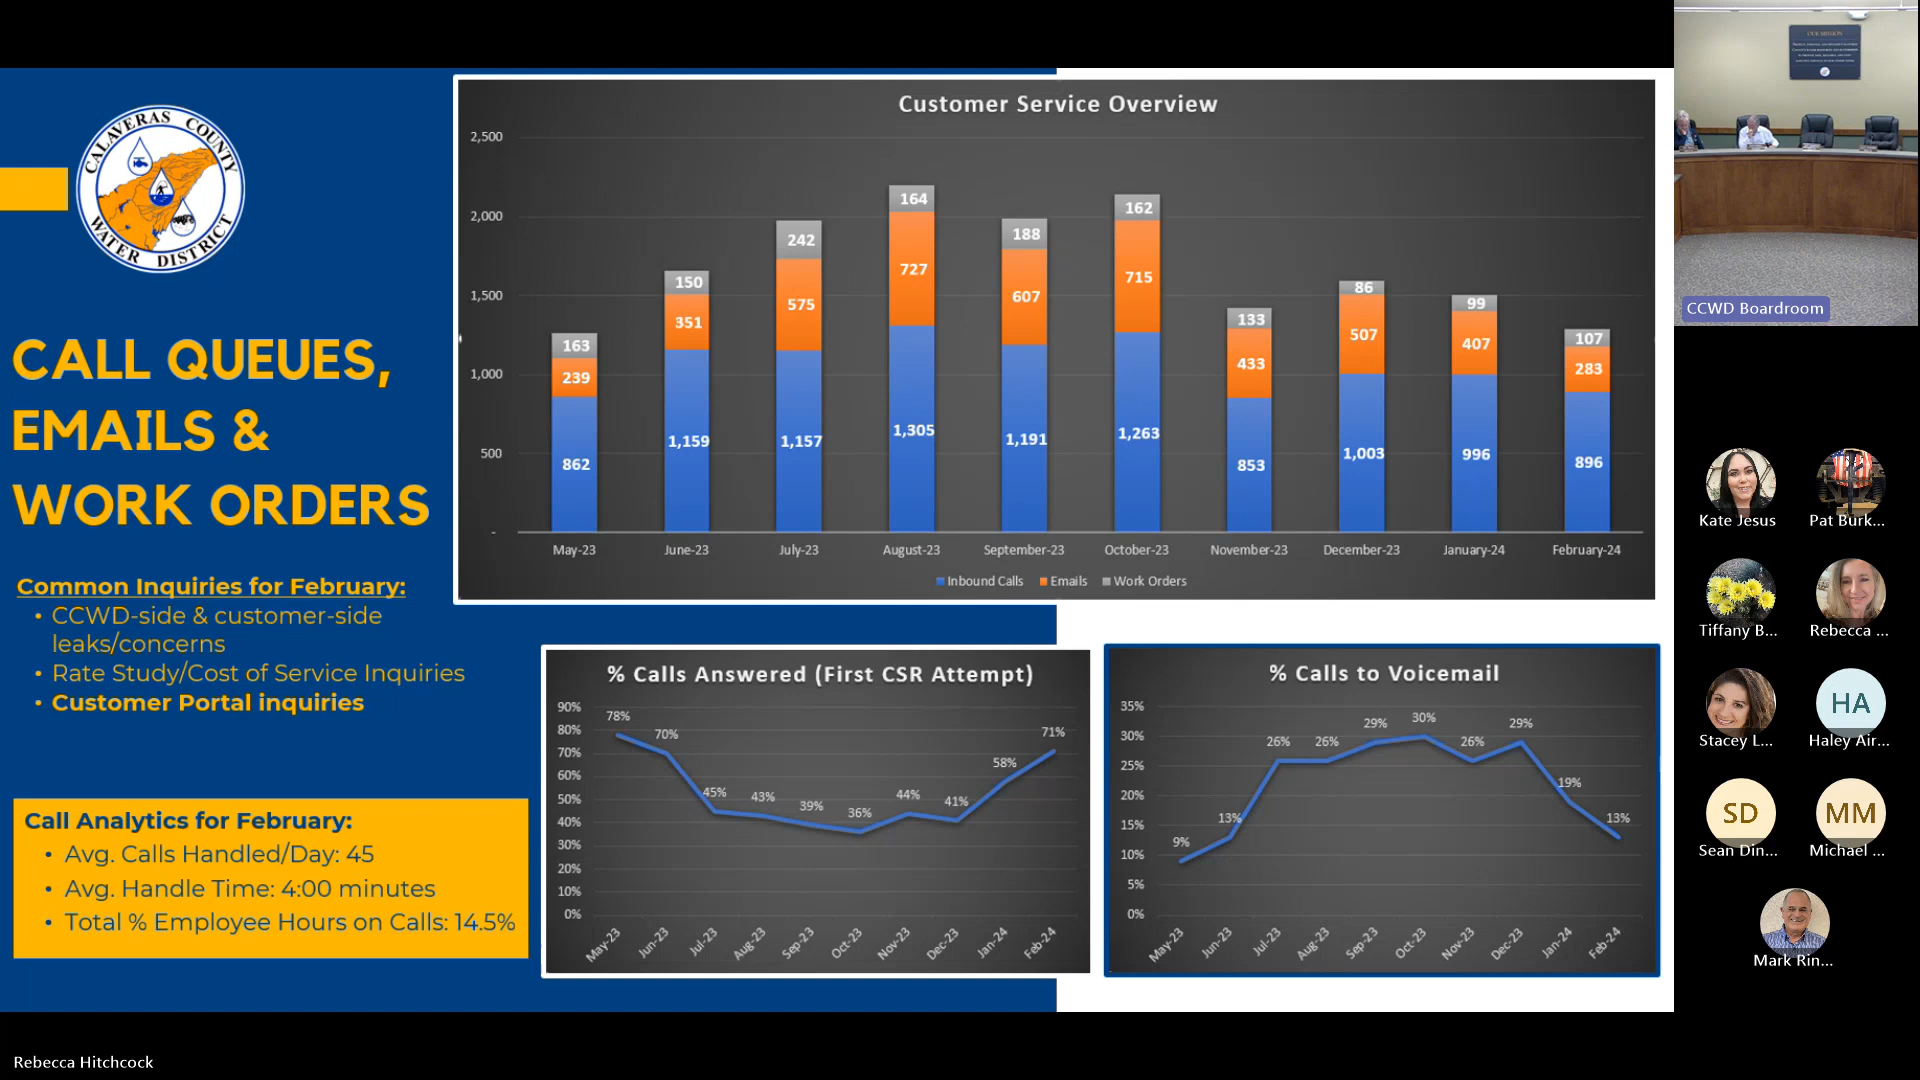 CALAVERAS COUNTY
WATER DISTRICT
CALL QUEUES,
EMAILS &
WORK ORDERS
Common Inquiries for February:
• CCWD-side & customer-side
leaks/concerns
• Rate Study/Cost of Service Inquiries
• Customer Portal inquiries
Call Analytics for February:
• Avg. Calls Handled/Day: 45
• Avg. Handle Time: 4:00 minutes
• Total % Employee Hours on Calls: 14.5%
Customer Service Overview
2,500
2,000
1,500
1,000
500
-
163 150 242 164 188 162 133 86 99 107
239 351 575 727 607 715 433 507 407 283
862 1,159 1,157 1,305 1,191 1,263 853 1,003 996 896
May-23 June-23 July-23 August-23 September-23 October-23 November-23 December-23 January-24 February-24
Inbound Calls Emails Work Orders
% Calls Answered (First CSR Attempt)
90%
80%
70%
60%
50%
40%
30%
20%
10%
0%
78% 70% 45% 43% 39% 36% 44% 41% 58% 71%
May-23 Jun-23 Jul-23 Aug-23 Sep-23 Oct-23 Nov-23 Dec-23 Jan-24 Feb-24
% Calls to Voicemail
35%
30%
25%
20%
15%
10%
5%
0%
9% 13% 26% 26% 29% 30% 26% 29% 19% 13%
May-23 Jun-23 Jul-23 Aug-23 Sep-23 Oct-23 Nov-23 Dec-23 Jan-24 Feb-24
OUR MISSION
CCWD Boardroom
Kate Jesus Pat Burk...
Tiffany B... Rebecca ...
HA
Stacey L... Haley Air...
SD MM
Sean Din... Michael ...
Mark Rin...
Rebecca Hitchcock